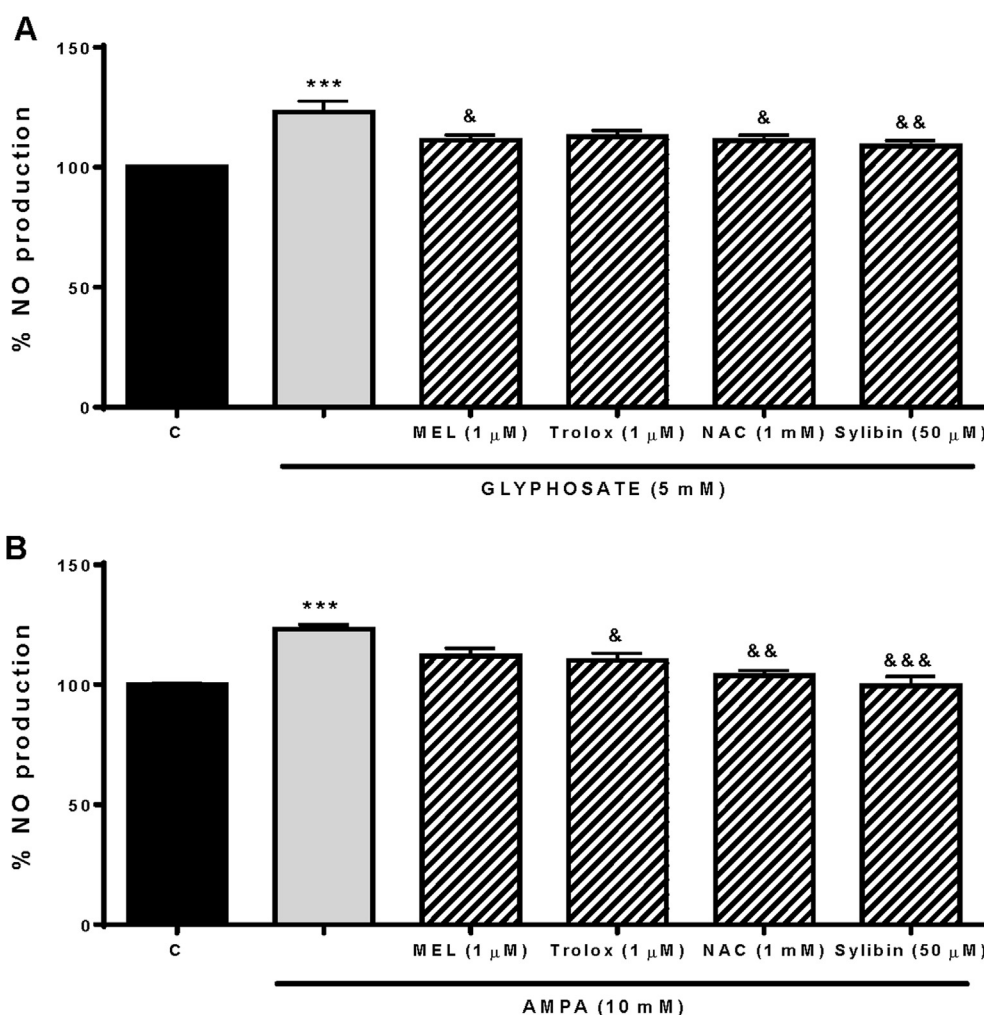 A
150
***
&
&
&&
100
50
0
% NO production
C
MEL (1 μM)
Trolox (1 μM)
NAC (1 mM)
Sylibin (50 μM)
GLYPHOSATE (5 mM)
B
150
***
&
&&
&&&
100
50
0
% NO production
C
MEL (1 μM)
Trolox (1 μM)
NAC (1 mM)
Sylibin (50 μM)
AMPA (10 mM)